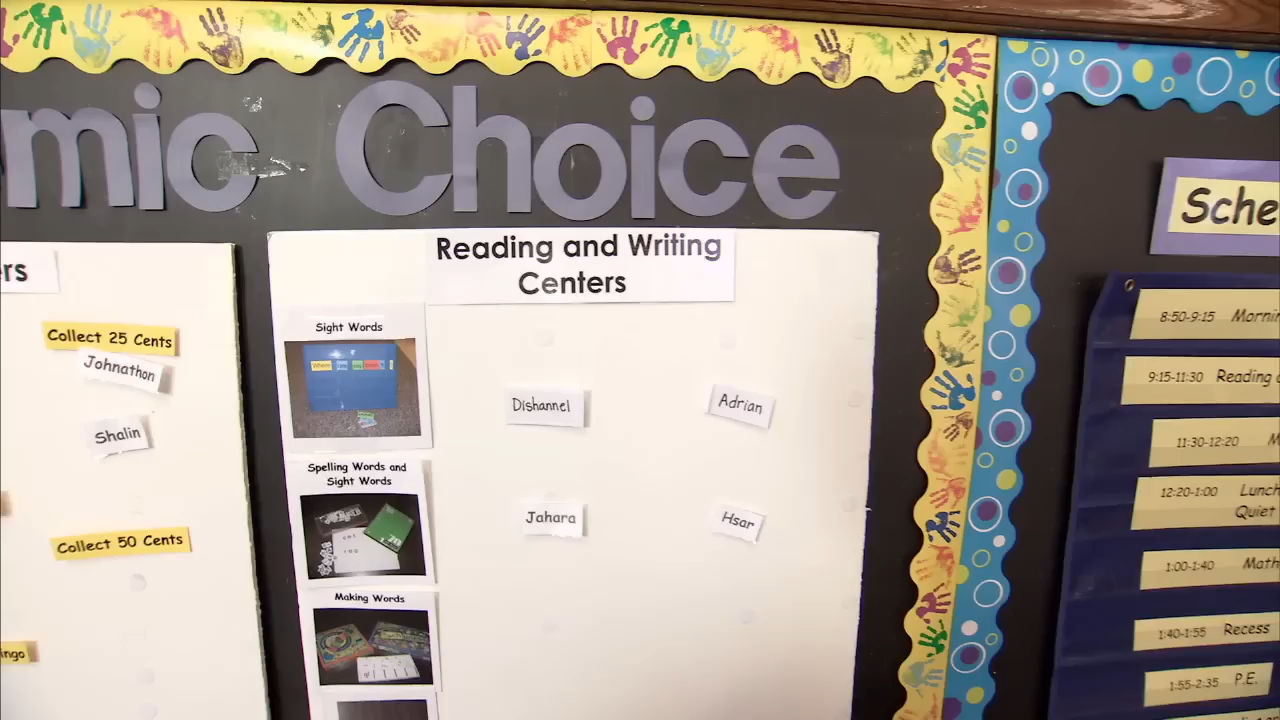 mic Choice
rs
Collect 25 Cents
Johnathon
Shalin
Collect 50 Cents
ingo
Reading and Writing
Centers
Sight Words
Dishannel
Adrian
Spelling Words and
Sight Words
Jahara
Hsar
Making Words
Sche
8:50-9:15 Mornin
9:15-11:30 Reading
11:30-12:20 M
12:20-1:00 Lunch
Quiet
1:00-1:40 Math
1:40-1:55 Recess
1:55-2:35 P.E.